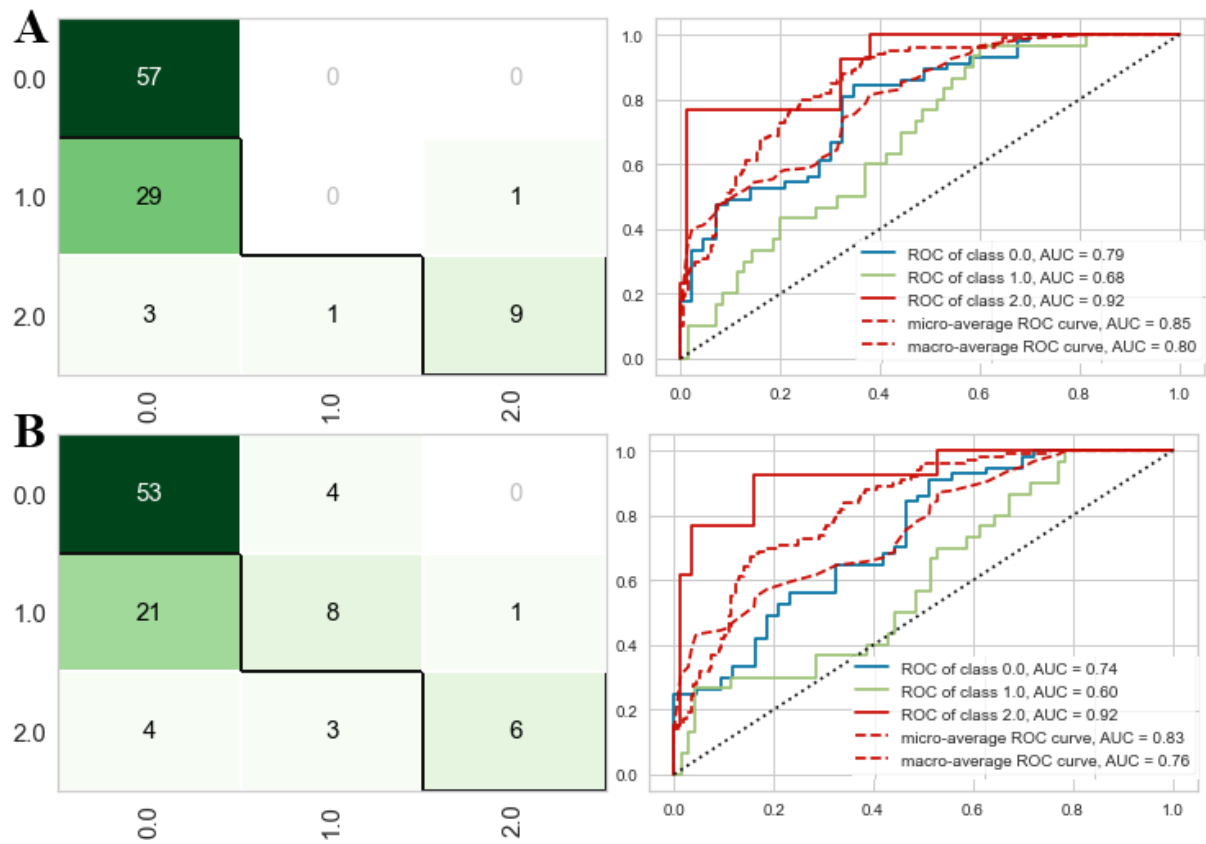 A
0.0 57 0 0
1.0 29 0 1
2.0 3 1 9
0.0 1.0 2.0
1.0
0.8
0.6
0.4
0.2
0.0
ROC of class 0.0, AUC = 0.79
ROC of class 1.0, AUC = 0.68
ROC of class 2.0, AUC = 0.92
micro-average ROC curve, AUC = 0.85
macro-average ROC curve, AUC = 0.80
0.0 0.2 0.4 0.6 0.8 1.0
B
0.0 53 4 0
1.0 21 8 1
2.0 4 3 6
0.0 1.0 2.0
1.0
0.8
0.6
0.4
0.2
0.0
ROC of class 0.0, AUC = 0.74
ROC of class 1.0, AUC = 0.60
ROC of class 2.0, AUC = 0.92
micro-average ROC curve, AUC = 0.83
macro-average ROC curve, AUC = 0.76
0.0 0.2 0.4 0.6 0.8 1.0